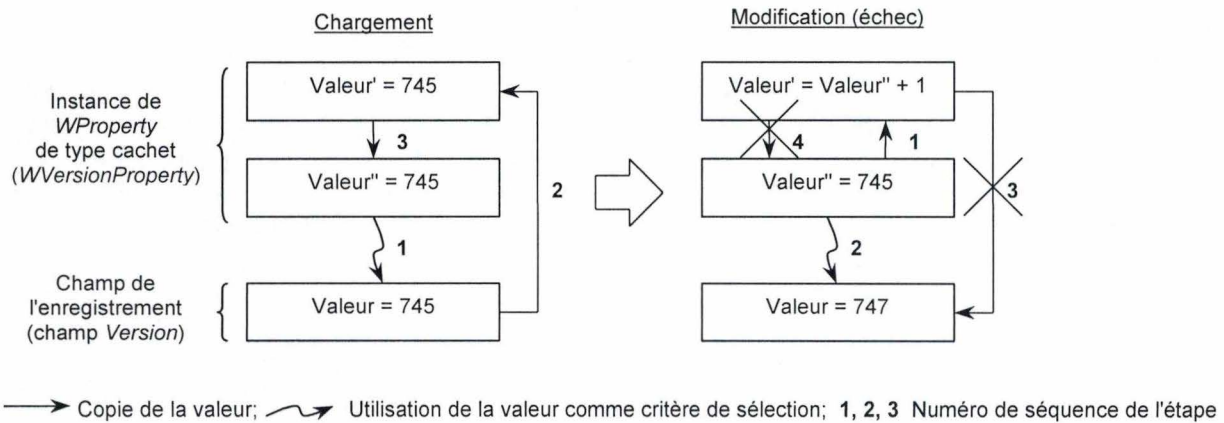 Chargement
Modification (échec)
Instance de
WProperty
de type cachet
(WVersionProperty)
Valeur' = 745
3
Valeur'' = 745
2
1
Champ de
l'enregistrement
(champ Version)
Valeur = 745
Valeur' = Valeur'' + 1
4
1
Valeur'' = 745
3
2
Valeur = 747
Copie de la valeur; Utilisation de la valeur comme critère de sélection; 1, 2, 3 Numéro de séquence de l'étape